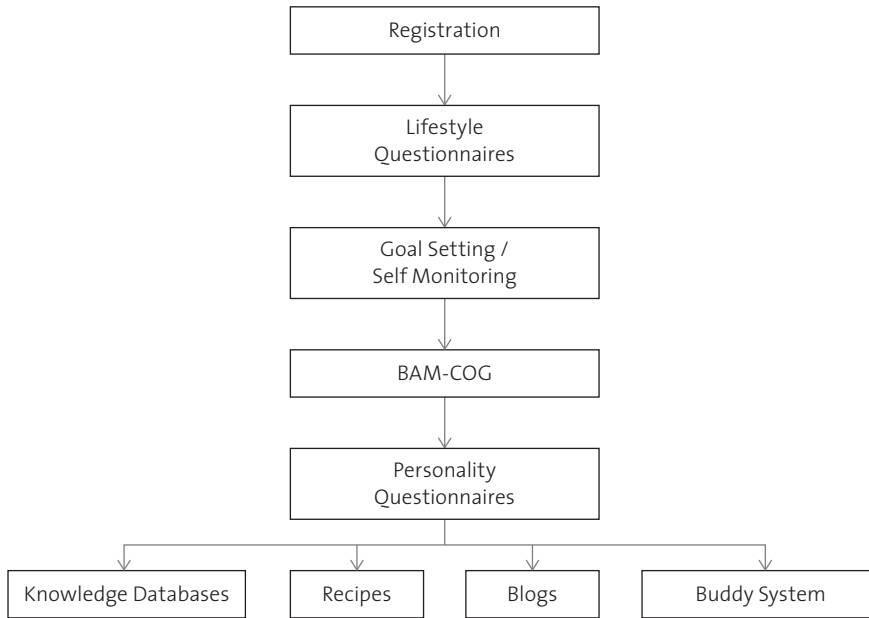 Registration
Lifestyle
Questionnaires
Goal Setting /
Self Monitoring
BAM-COG
Personality
Questionnaires
Knowledge Databases
Recipes
Blogs
Buddy System